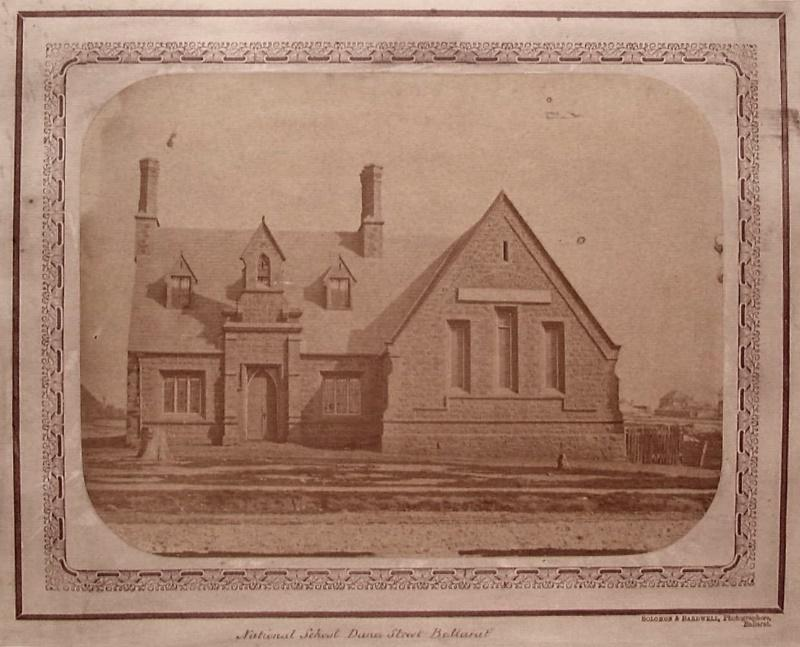 SOLOMON & BARDWELL, Photographers,
Ballarat.
National School Dana Street Ballarat